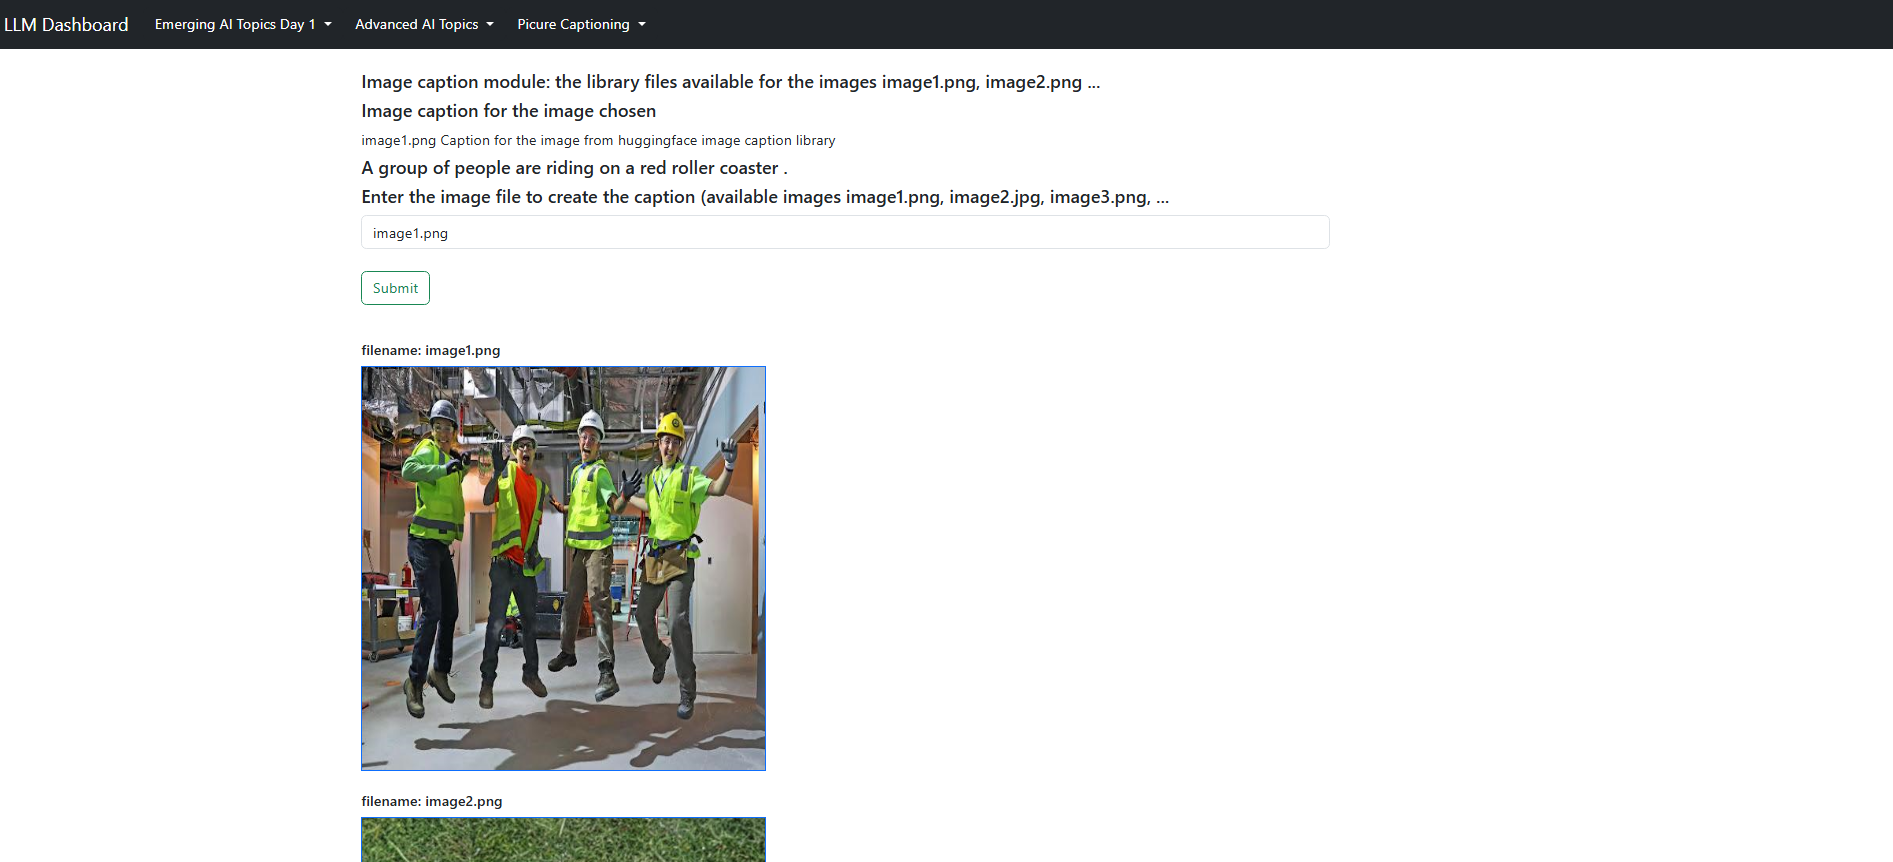 LLM Dashboard Emerging AI Topics Day 1 Advanced AI Topics Picure Captioning
Image caption module: the library files available for the images image1.png, image2.png ...
Image caption for the image chosen
image1.png Caption for the image from huggingface image caption library
A group of people are riding on a red roller coaster .
Enter the image file to create the caption (available images image1.png, image2.jpg, image3.png, ...
image1.png
Submit
filename: image1.png
filename: image2.png